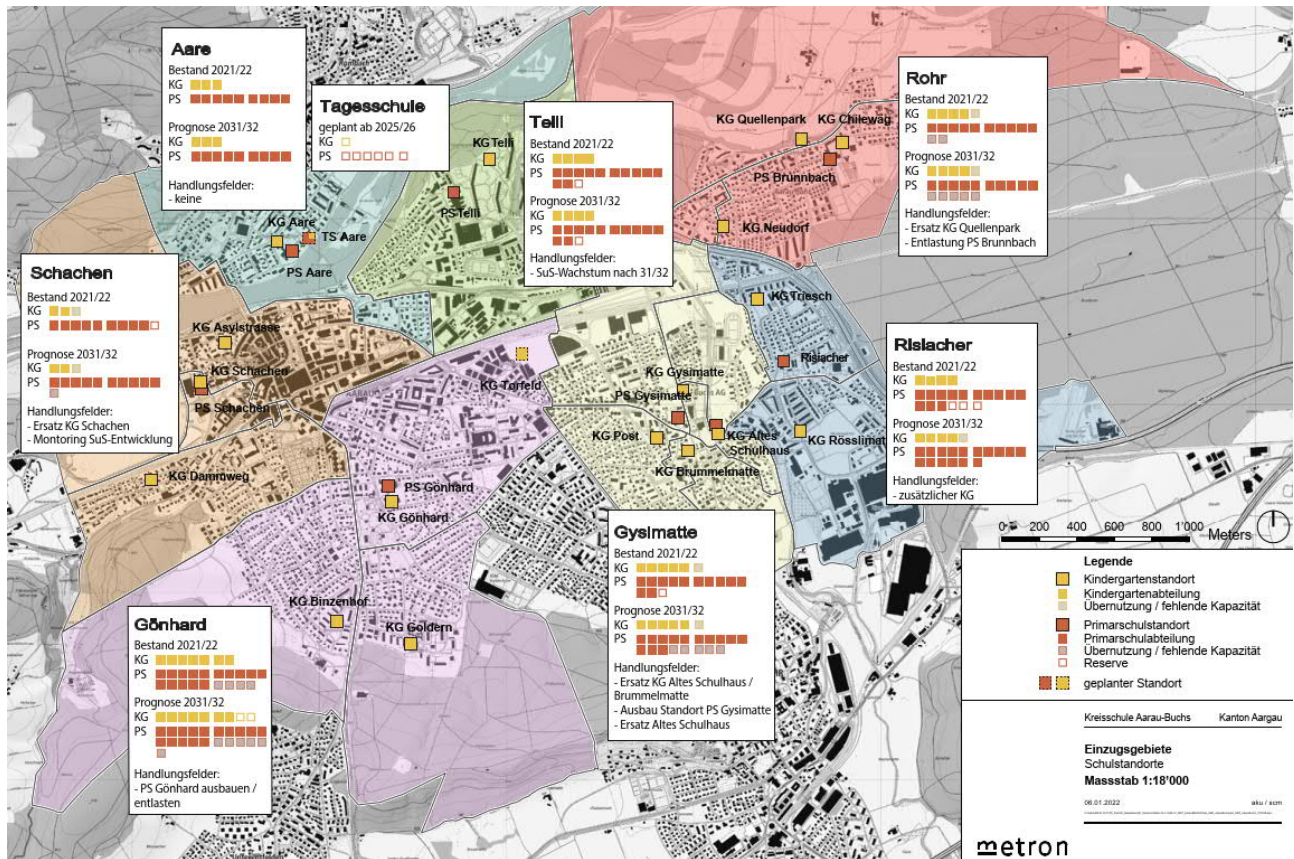 Aare
Bestand 2021/22
KG
PS
Prognose 2031/32
KG
PS
Handlungsfelder:
- keine
Tagesschule
geplant ab 2025/26
KG
PS
Telli
Bestand 2021/22
KG
PS
Prognose 2031/32
KG
PS
Handlungsfelder:
- SuS-Wachstum nach 31/32
Rohr
Bestand 2021/22
KG
PS
Prognose 2031/32
KG
PS
Handlungsfelder:
- Ersatz KG Quellenpark
- Entlastung PS Brunnbach
KG Quellenpark
KG Chileweg
PS Brunnbach
KG Neudorf
KG Telli
PS Telli
KG Aare
TS Aare
PS Aare
Schachen
Bestand 2021/22
KG
PS
Prognose 2031/32
KG
PS
Handlungsfelder:
- Ersatz KG Schachen
- Montoring SuS-Entwicklung
KG Asylstrasse
KG Schachen
PS Schachen
KG Dammweg
KG Torfeld
AARAU
PS Gönhard
KG Gönhard
KG Binzenhof
KG Goldern
KG Triesch
Risiacher
KG Gysimatte
PS Gysimatte
KG Post
KG Altes
Schulhaus
KG Brummelmatte
KG Rösslimatt
Risiacher
Bestand 2021/22
KG
PS
Prognose 2031/32
KG
PS
Handlungsfelder:
- zusätzlicher KG
Gysimatte
Bestand 2021/22
KG
PS
Prognose 2031/32
KG
PS
Handlungsfelder:
- Ersatz KG Altes Schulhaus /
Brummelmatte
- Ausbau Standort PS Gysimatte
- Ersatz Altes Schulhaus
Gönhard
Bestand 2021/22
KG
PS
Prognose 2031/32
KG
PS
Handlungsfelder:
- PS Gönhard ausbauen /
entlasten
0 200 400 600 800 1'000
Meters
Legende
Kindergartenstandort
Kindergartenabteilung
Übernutzung / fehlende Kapazität
Primarschulstandort
Primarschulabteilung
Übernutzung / fehlende Kapazität
Reserve
geplanter Standort
Kreisschule Aarau-Buchs Kanton Aargau
Einzugsgebiete
Schulstandorte
Massstab 1:18'000
06.01.2022 aku / scm
metron